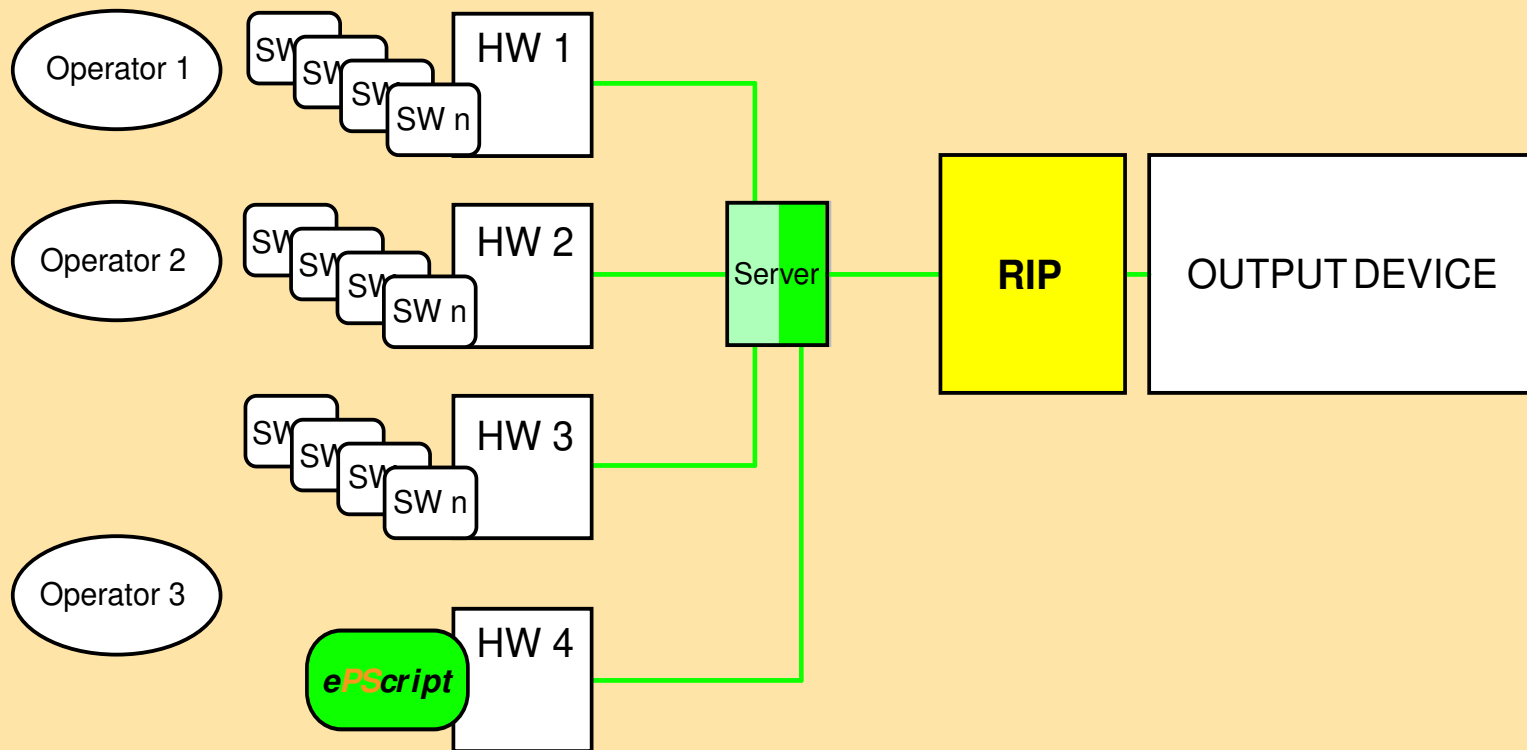 Operator 1
SW
SW
SW
SW n
HW 1
Operator 2
SW
SW
SW
SW n
HW 2
Server
RIP
OUTPUT DEVICE
SW
SW
SW
SW n
HW 3
Operator 3
ePScript
HW 4